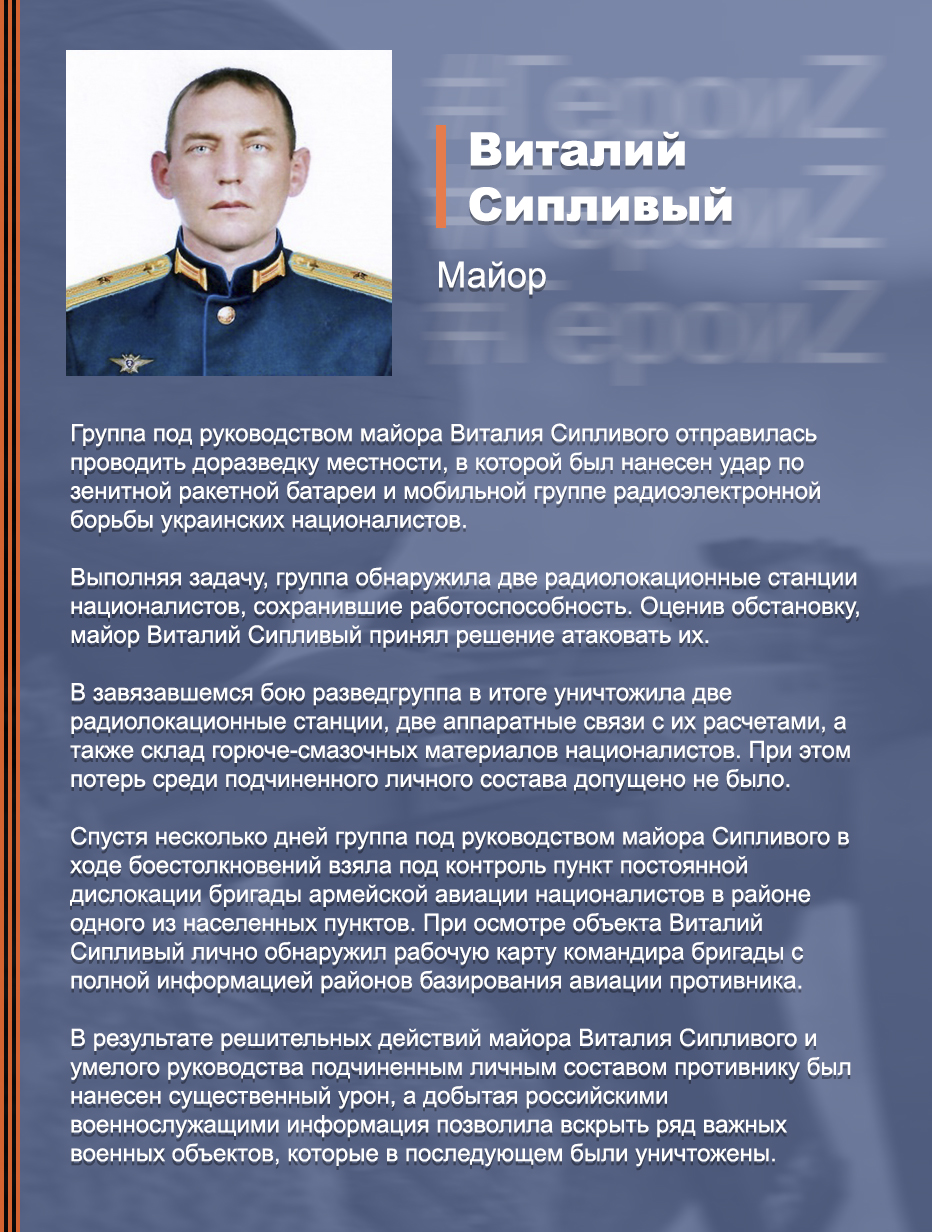 #ГероиZ
Виталий
#ГероиZ
Сипливый
Майор
#ГероиZ
Группа под руководством майора Виталия Сипливого отправилась
проводить доразведку местности, в которой был нанесен удар по
зенитной ракетной батареи и мобильной группе радиоэлектронной
борьбы украинских националистов.
Выполняя задачу, группа обнаружила две радиолокационные станции
националистов, сохранившие работоспособность. Оценив обстановку,
майор Виталий Сипливый принял решение атаковать их.
В завязавшемся бою разведгруппа в итоге уничтожила две
радиолокационные станции, две аппаратные связи с их расчетами, а
также склад горюче-смазочных материалов националистов. При этом
потерь среди подчиненного личного состава допущено не было.
Спустя несколько дней группа под руководством майора Сипливого в
ходе боестолкновений взяла под контроль пункт постоянной
дислокации бригады армейской авиации националистов в районе
одного из населенных пунктов. При осмотре объекта Виталий
Сипливый лично обнаружил рабочую карту командира бригады с
полной информацией районов базирования авиации противника.
В результате решительных действий майора Виталия Сипливого и
умелого руководства подчиненным личным составом противнику был
нанесен существенный урон, а добытая российскими
военнослужащими информация позволила вскрыть ряд важных
военных объектов, которые в последующем были уничтожены.